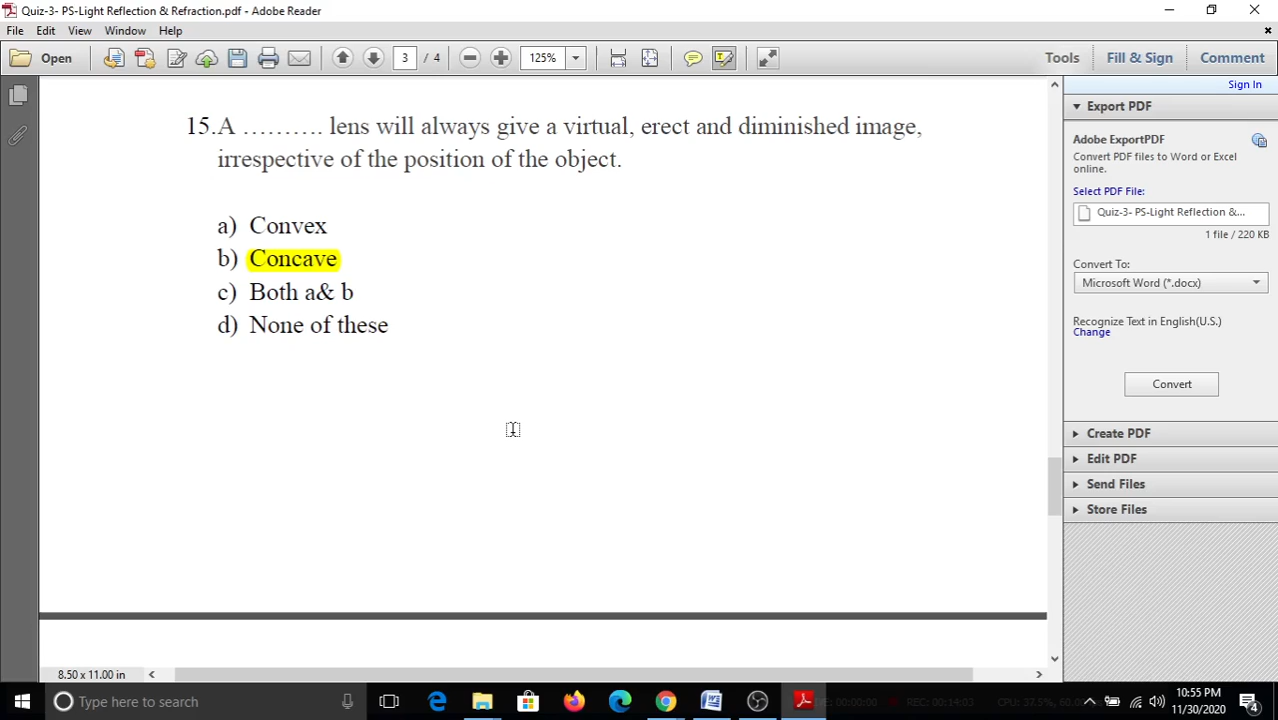 Quiz-3- PS-Light Reflection & Refraction.pdf - Adobe Reader
File Edit View Window Help
Open 3 / 4 125% Tools Fill & Sign Comment
Sign In
15.A ………. lens will always give a virtual, erect and diminished image,
irrespective of the position of the object.
a) Convex
b) Concave
c) Both a& b
d) None of these
Export PDF
Adobe ExportPDF
Convert PDF files to Word or Excel
online.
Select PDF File:
Quiz-3- PS-Light Reflection &...
1 file / 220 KB
Convert To:
Microsoft Word (*.docx)
Recognize Text in English(U.S.)
Change
Convert
Create PDF
Edit PDF
Send Files
Store Files
8.50 x 11.00 in
Type here to search
REC: 00:14:03
10:55 PM
11/30/2020
4